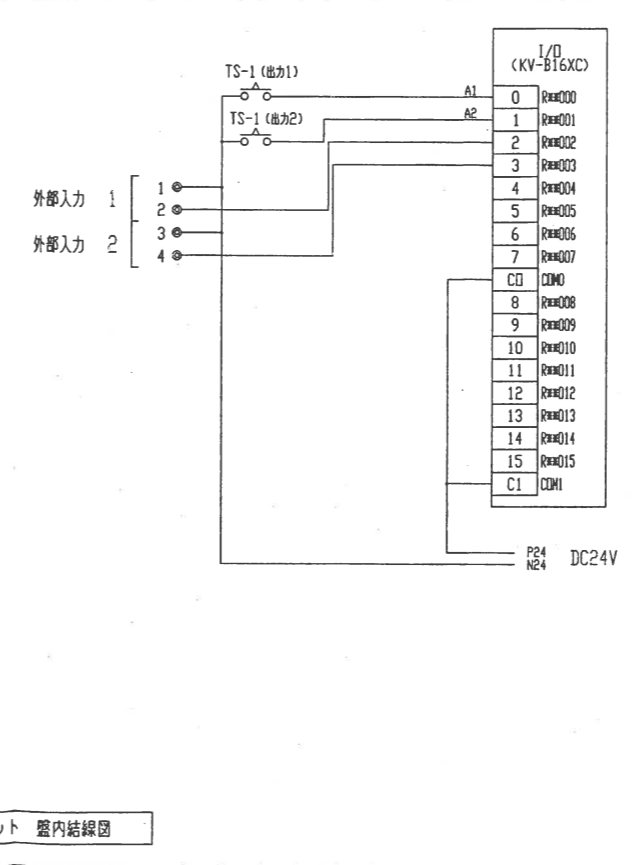 I/O
(KV-B16XC)
TS-1 (出力1)
A1 0 R※※000
TS-1 (出力2)
A2 1 R※※001
2 R※※002
3 R※※003
外部入力 1 1
2
外部入力 2 3
4
4 R※※004
5 R※※005
6 R※※006
7 R※※007
C0 COM0
8 R※※008
9 R※※009
10 R※※010
11 R※※011
12 R※※012
13 R※※013
14 R※※014
15 R※※015
C1 COM1
P24
N24
DC24V
ット 盤内結線図